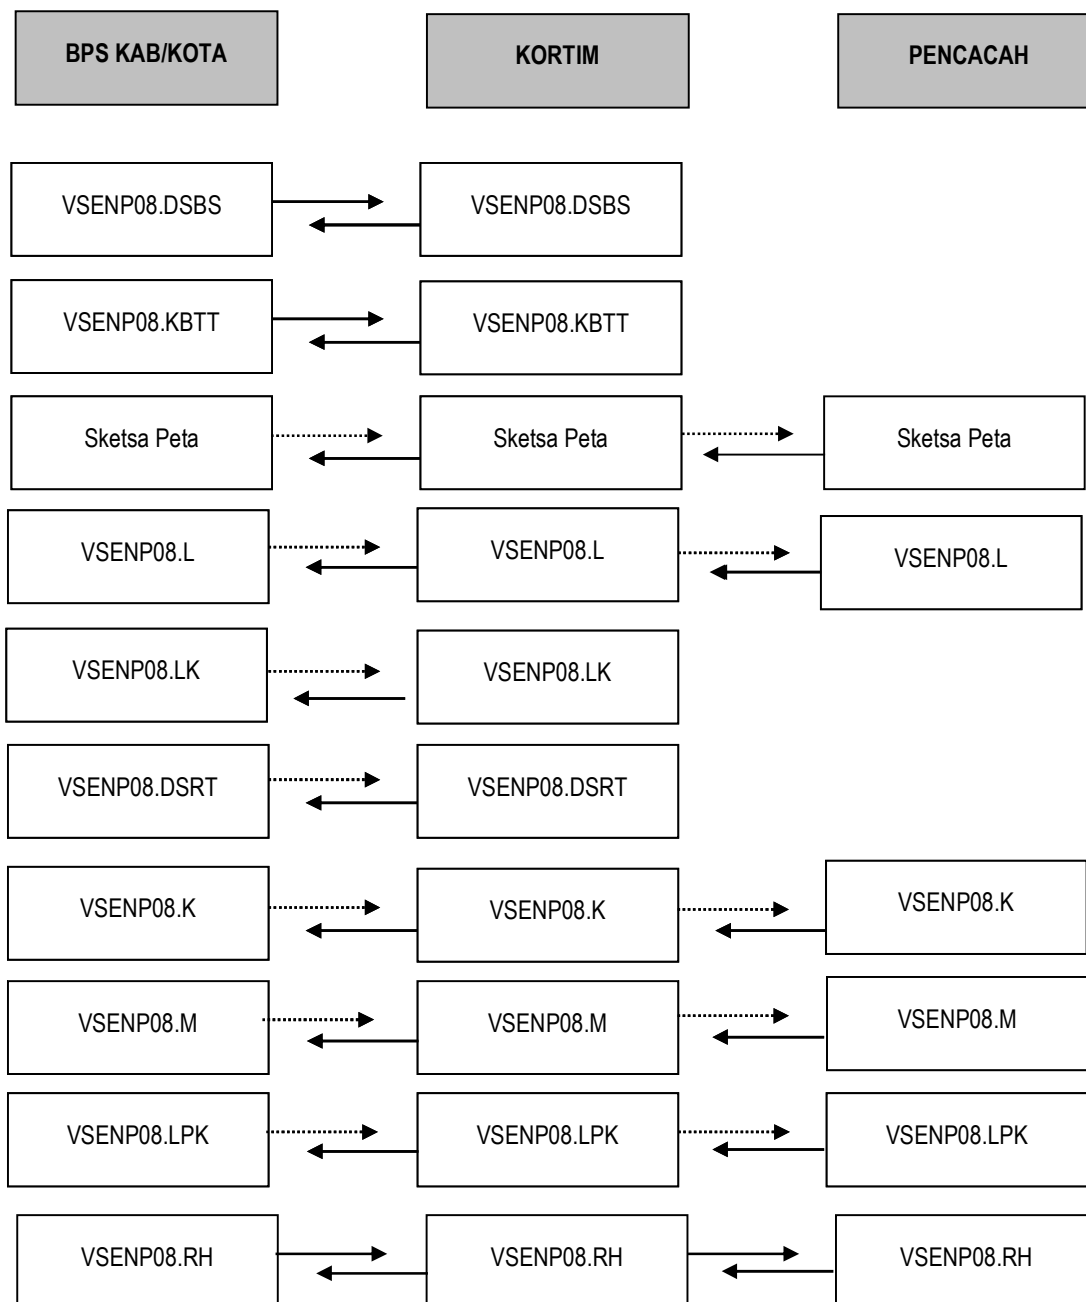 BPS KAB/KOTA
KORTIM
PENCACAH
VSENP08.DSBS
VSENP08.DSBS
VSENP08.KBTT
VSENP08.KBTT
Sketsa Peta
Sketsa Peta
Sketsa Peta
VSENP08.L
VSENP08.L
VSENP08.L
VSENP08.LK
VSENP08.LK
VSENP08.DSRT
VSENP08.DSRT
VSENP08.K
VSENP08.K
VSENP08.K
VSENP08.M
VSENP08.M
VSENP08.M
VSENP08.LPK
VSENP08.LPK
VSENP08.LPK
VSENP08.RH
VSENP08.RH
VSENP08.RH